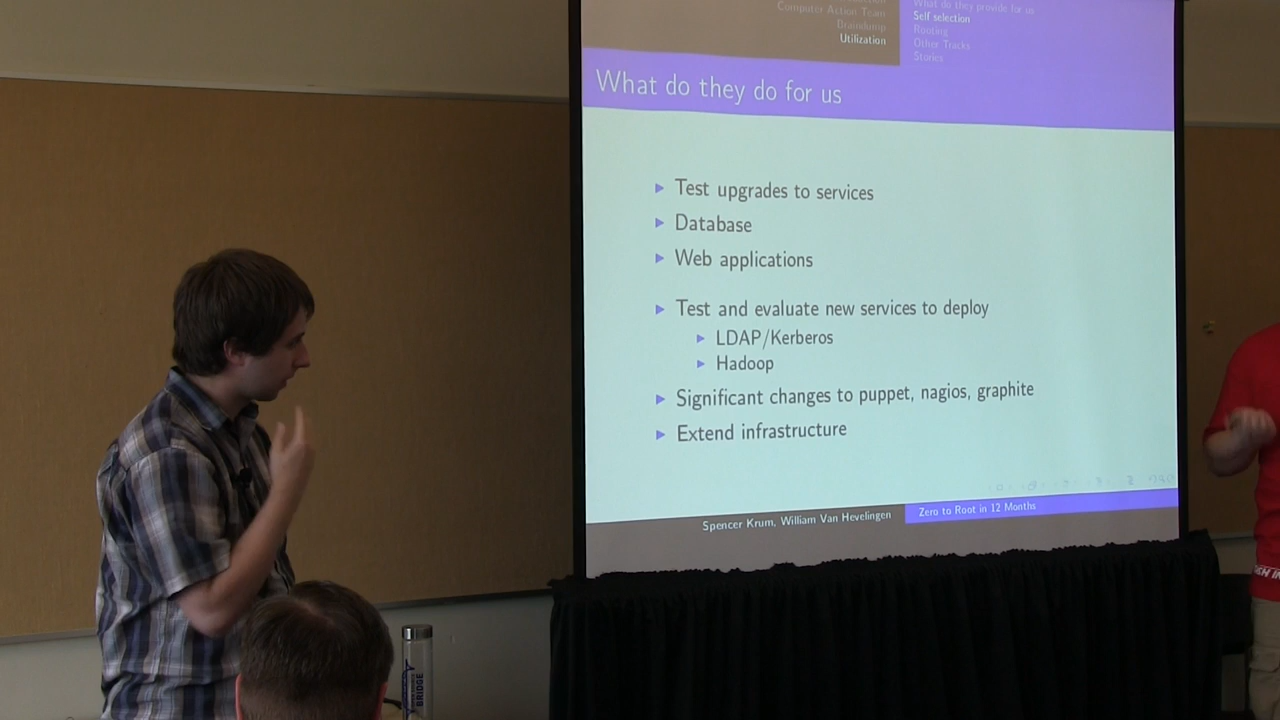 Computer Action Team
Braindump
Utilization
What do they provide for us
Self selection
Rooting
Other Tracks
Stories
What do they do for us
Test upgrades to services
Database
Web applications
Test and evaluate new services to deploy
LDAP/Kerberos
Hadoop
Significant changes to puppet, nagios, graphite
Extend infrastructure
Spencer Krum, William Van Hevelingen
Zero to Root in 12 Months
BRIDGE